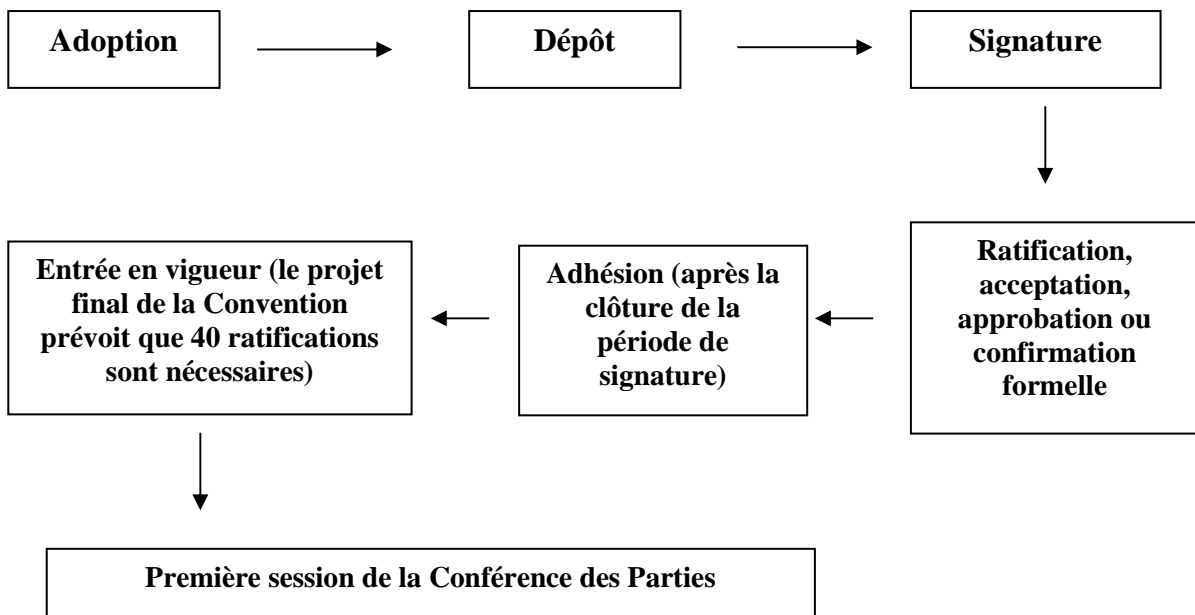 Adoption
Dépôt
Signature
Ratification,
acceptation,
approbation ou
confirmation
formelle
Adhésion (après la
clôture de la
période de
signature)
Entrée en vigueur (le projet
final de la Convention
prévoit que 40 ratifications
sont nécessaires)
Première session de la Conférence des Parties